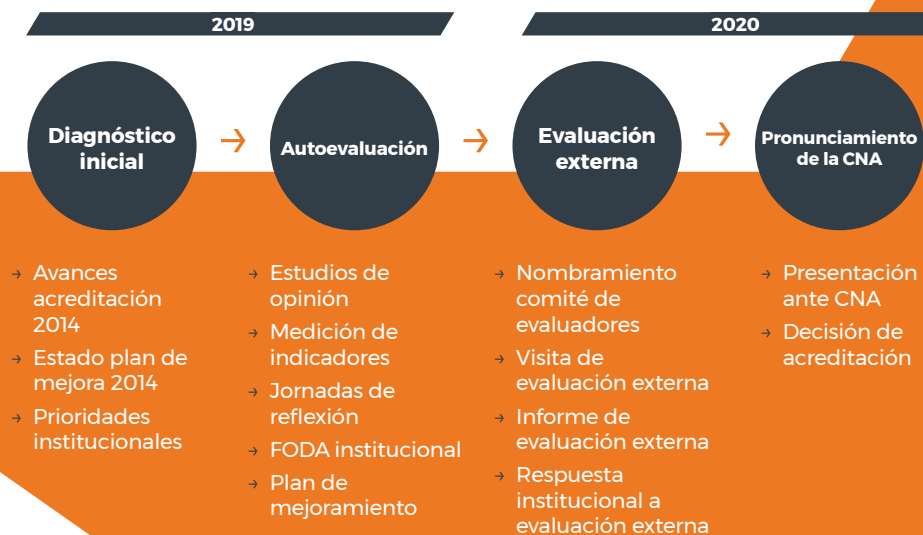 2019
2020
Diagnóstico
inicial
→
Autoevaluación
→
Evaluación
externa
→
Pronunciamiento
de la CNA
→ Avances
acreditación
2014
→ Estado plan de
mejora 2014
→ Prioridades
institucionales
→ Estudios de
opinión
→ Medición de
indicadores
→ Jornadas de
reflexión
→ FODA institucional
→ Plan de
mejoramiento
→ Nombramiento
comité de
evaluadores
→ Visita de
evaluación externa
→ Informe de
evaluación externa
→ Respuesta
institucional a
evaluación externa
→ Presentación
ante CNA
→ Decisión de
acreditación